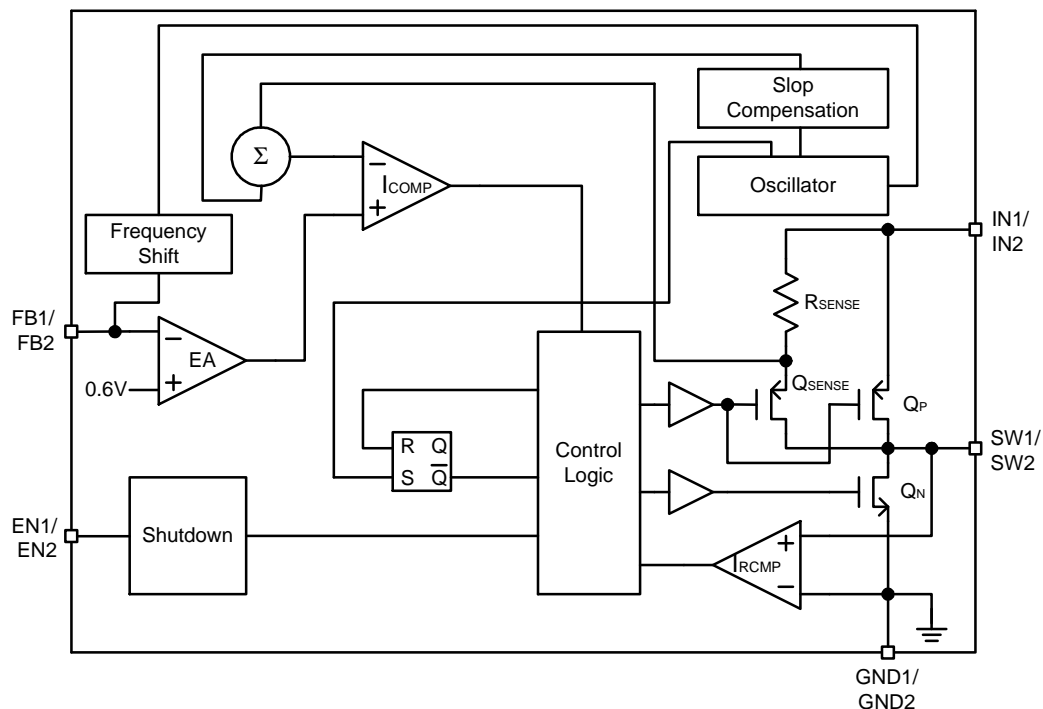 Slop
Compensation
Σ
−
ICOMP
+
Oscillator
Frequency
Shift
IN1/
IN2
RSENSE
FB1/
FB2
−
EA
+
0.6V
QSENSE
QP
R Q
S Q̅
Control
Logic
SW1/
SW2
QN
EN1/
EN2
Shutdown
+
IRCMP
−
GND1/
GND2